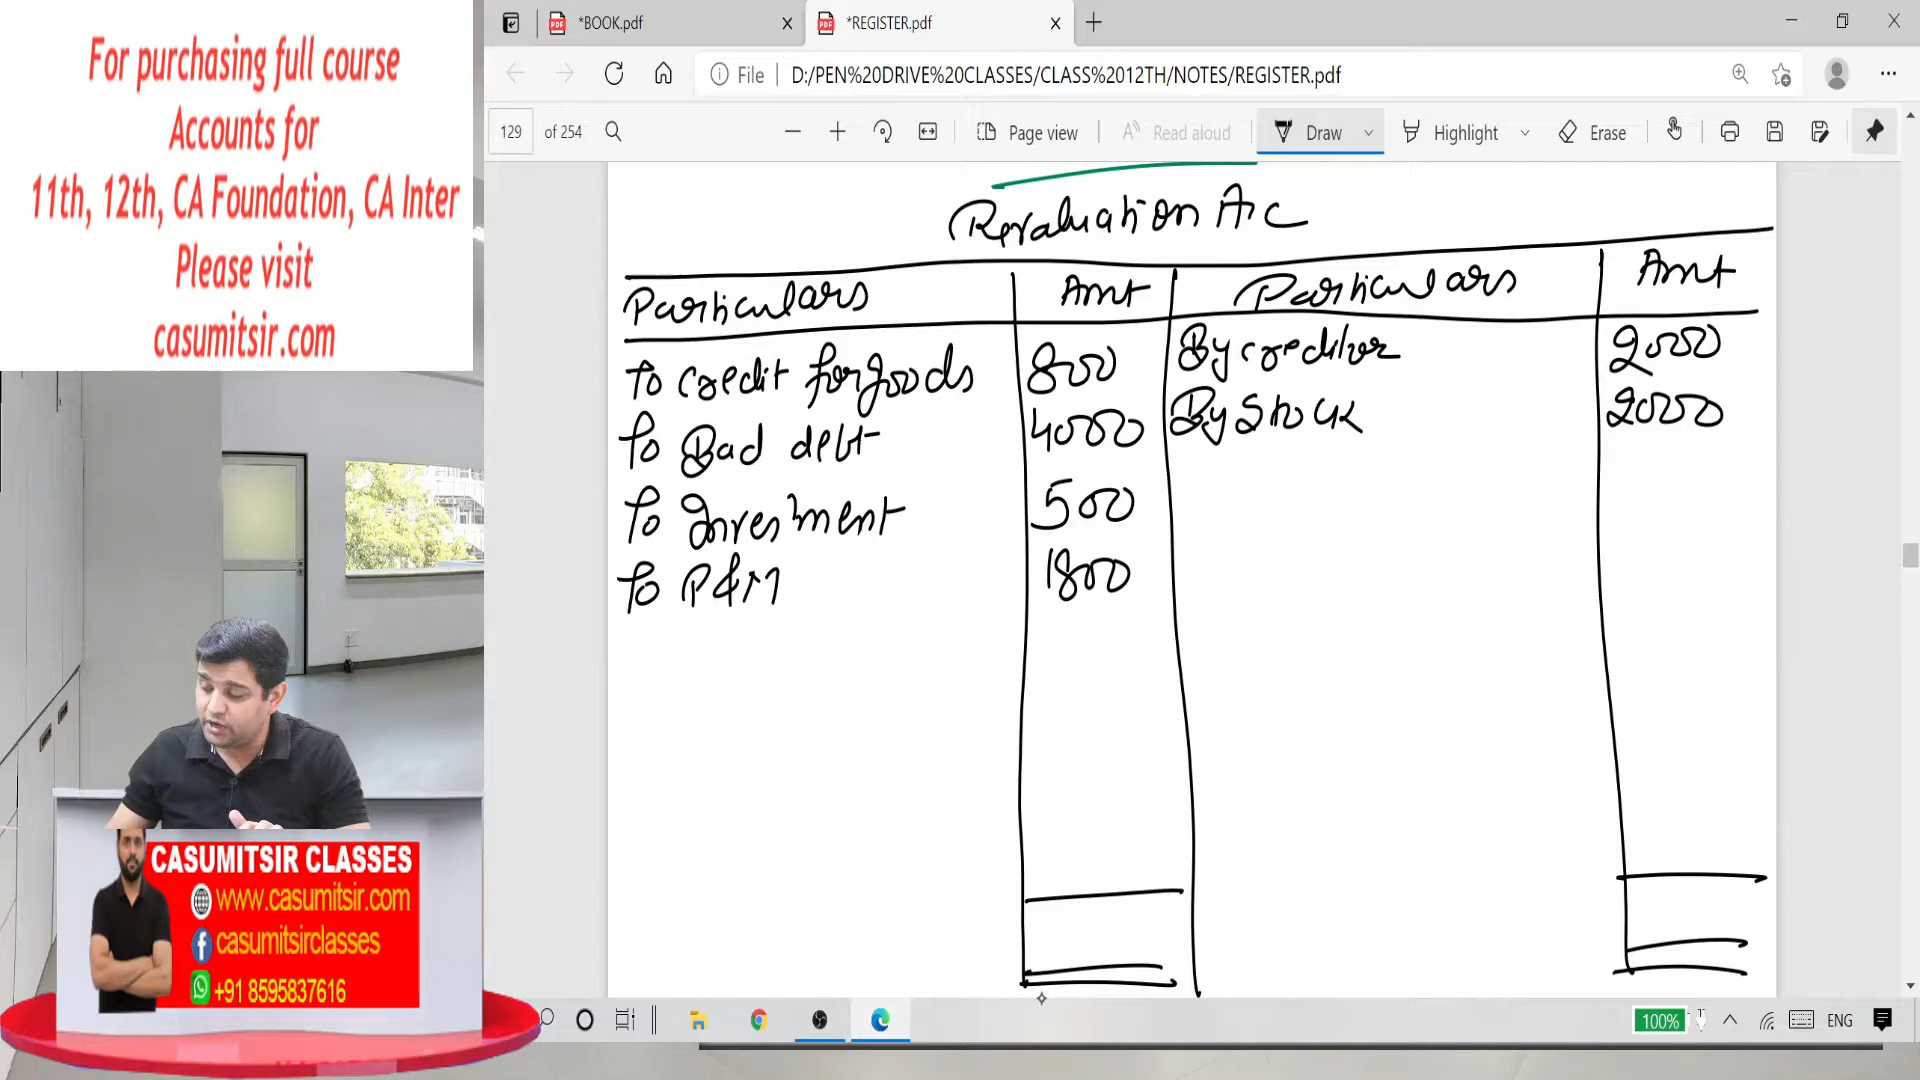 For purchasing full course
Accounts for
11th, 12th, CA Foundation, CA Inter
Please visit
casumitsir.com
*BOOK.pdf
*REGISTER.pdf
File
D:/PEN%20DRIVE%20CLASSES/CLASS%2012TH/NOTES/REGISTER.pdf
129 of 254
Page view
Read aloud
Draw
Highlight
Erase
Revaluation A/c
Particulars Amt Particulars Amt
To credit for goods 800 By creditor 2000
To Bad debt 4000 By Stock 2000
To Investment 500
To P&M 1800
CASUMITSIR CLASSES
www.casumitsir.com
casumitsirclasses
+91 8595837616
100%
ENG